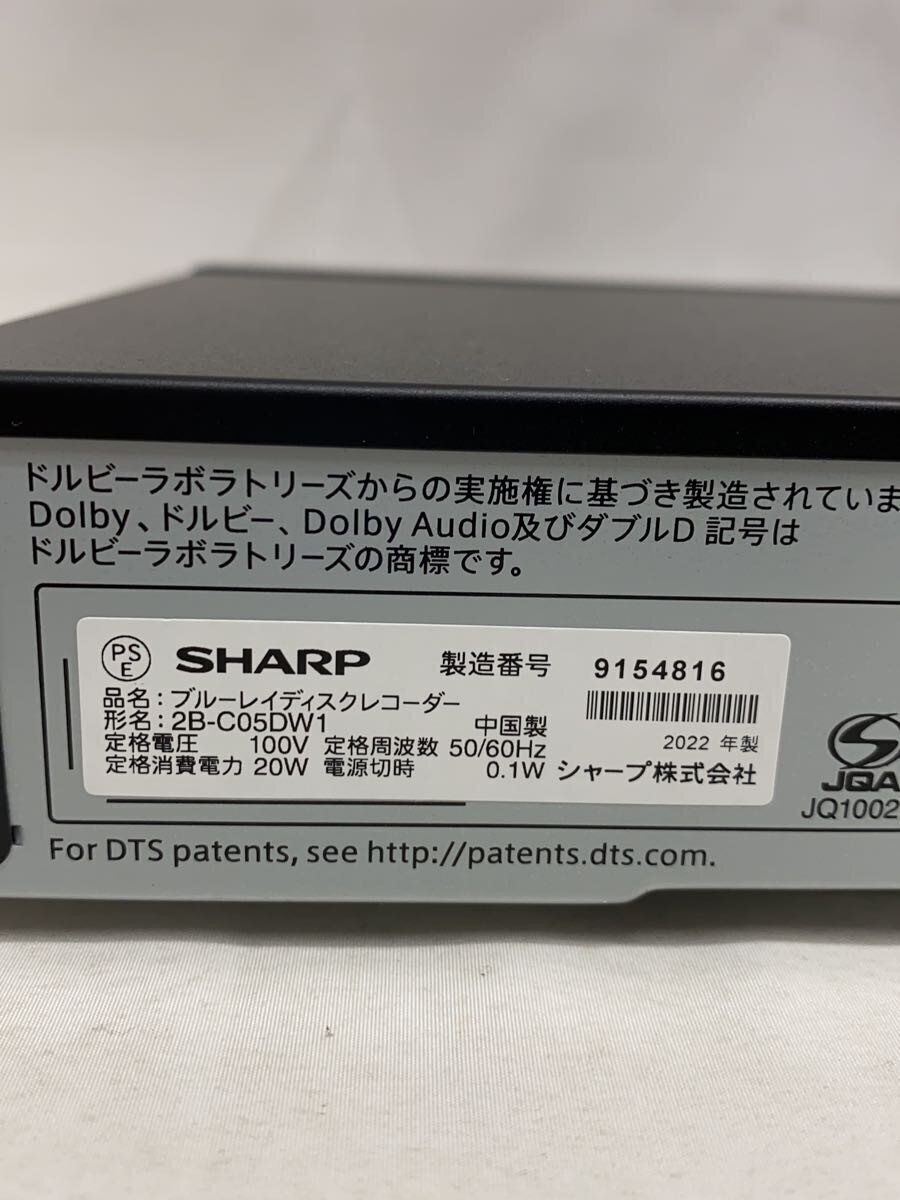 ドルビーラボラトリーズからの実施権に基づき製造されていま
Dolby、ドルビー、Dolby Audio及びダブルD 記号は
ドルビーラボラトリーズの商標です。
PS E SHARP 製造番号 9154816
品名：ブルーレイディスクレコーダー
形名：2B-C05DW1 中国製
2022 年製
定格電圧 100V 定格周波数 50/60Hz
定格消費電力 20W 電源切時 0.1W シャープ株式会社
JQA
JQ1002
For DTS patents, see http://patents.dts.com.